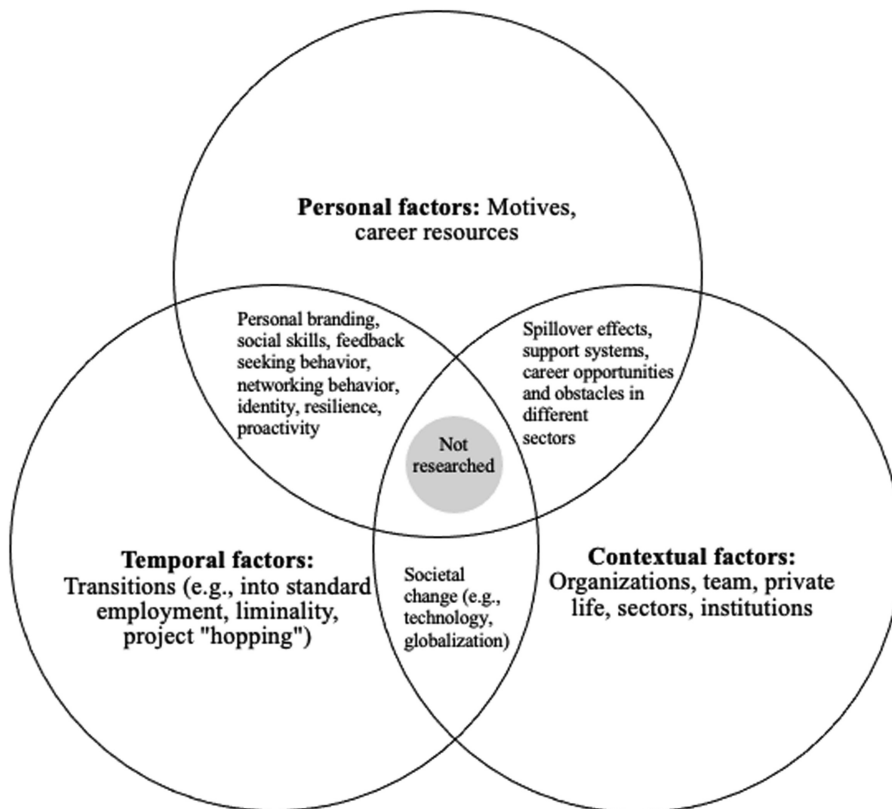 Personal factors: Motives,
career resources
Personal branding,
social skills, feedback
seeking behavior,
networking behavior,
identity, resilience,
proactivity
Spillover effects,
support systems,
career opportunities
and obstacles in
different
sectors
Not
researched
Temporal factors:
Transitions (e.g., into standard
employment, liminality,
project "hopping")
Societal
change (e.g.,
technology,
globalization)
Contextual factors:
Organizations, team, private
life, sectors, institutions